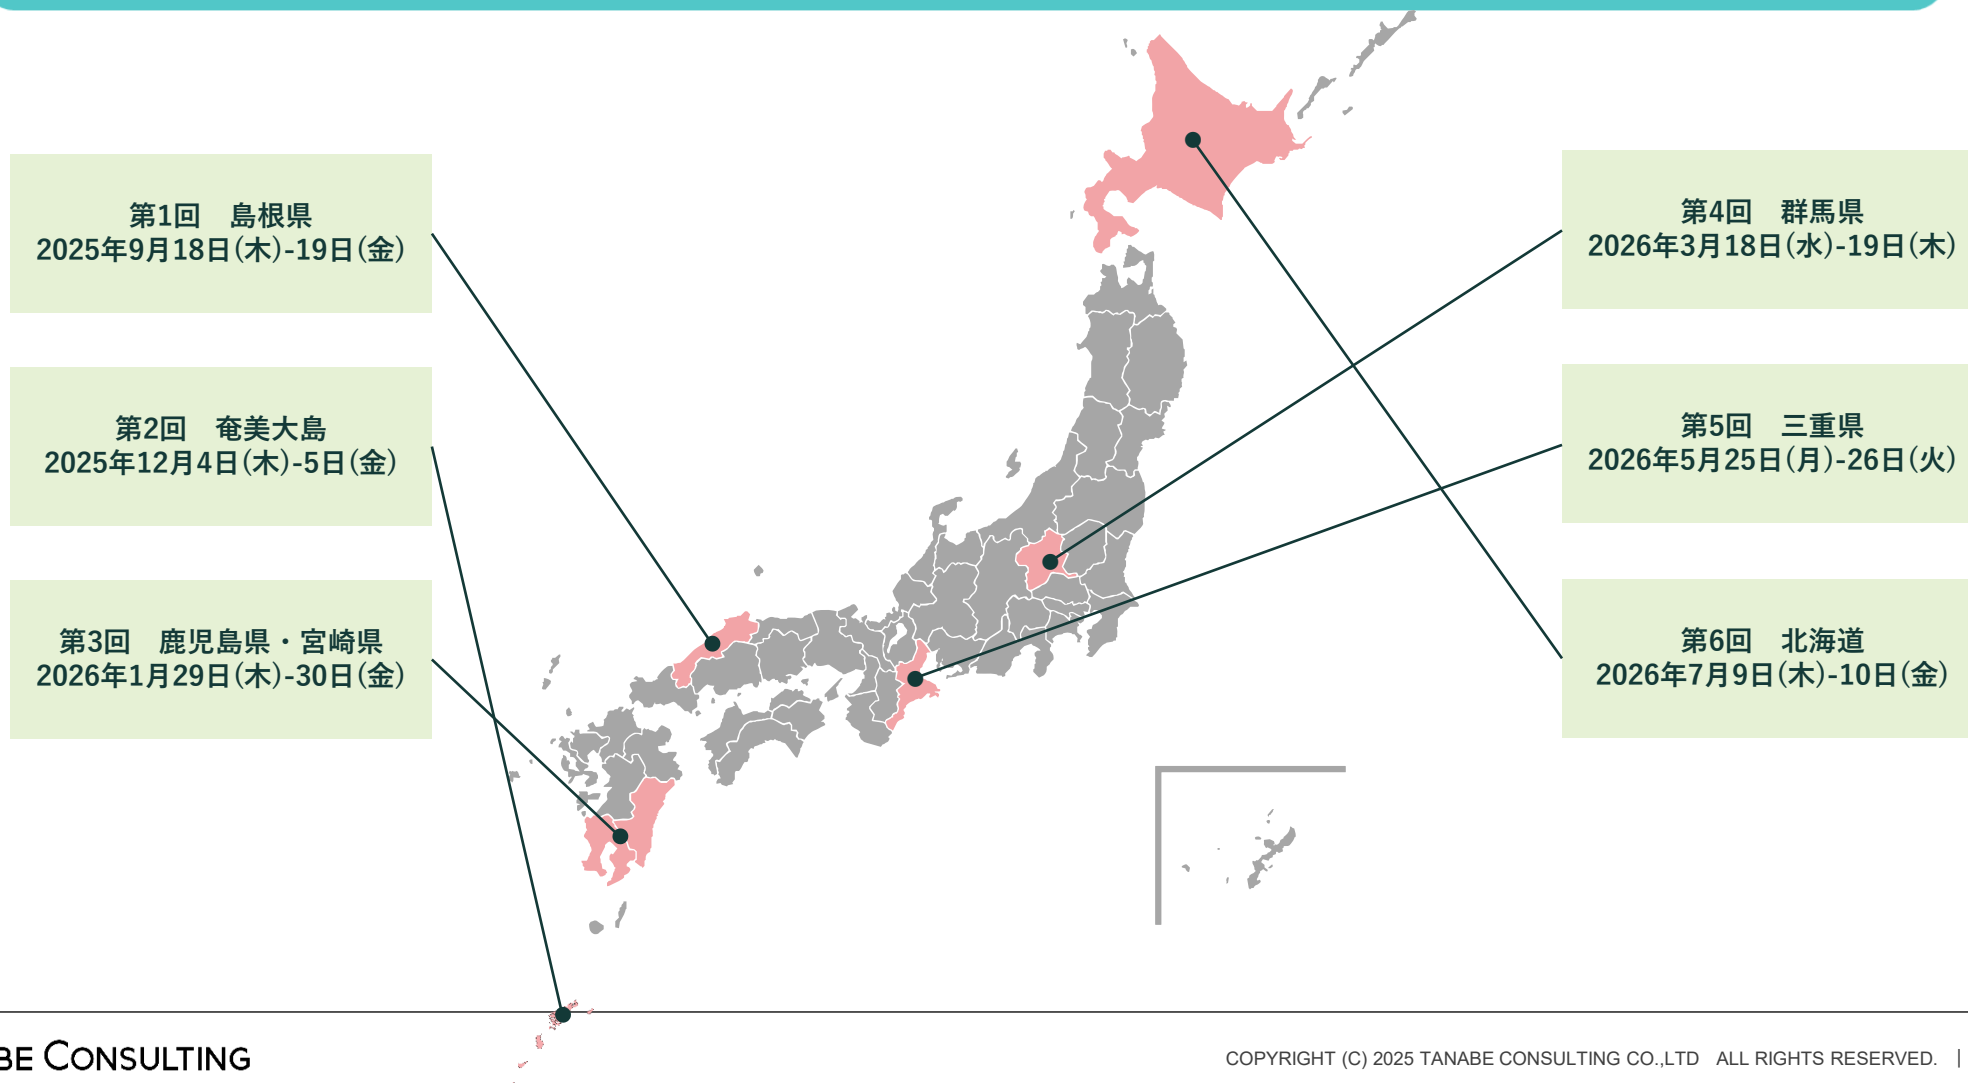 第1回　島根県
2025年9月18日(木)-19日(金)
第2回　奄美大島
2025年12月4日(木)-5日(金)
第3回　鹿児島県・宮崎県
2026年1月29日(木)-30日(金)
第4回　群馬県
2026年3月18日(水)-19日(木)
第5回　三重県
2026年5月25日(月)-26日(火)
第6回　北海道
2026年7月9日(木)-10日(金)
BE CONSULTING
COPYRIGHT (C) 2025 TANABE CONSULTING CO.,LTD　ALL RIGHTS RESERVED.　|